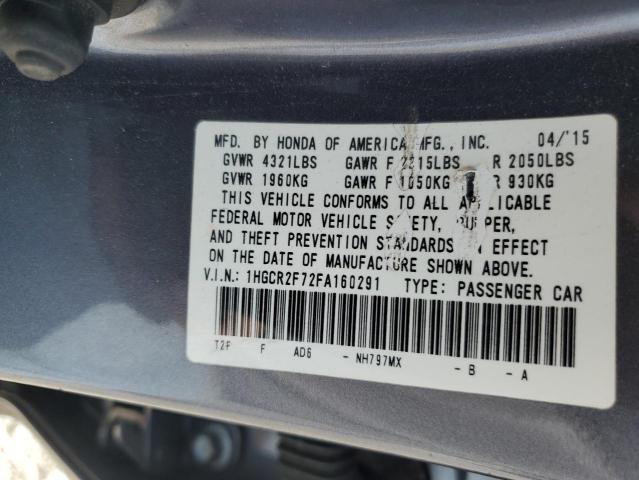 MFD. BY HONDA OF AMERICA MFG., INC. 04/'15
GVWR 4321LBS GAWR F 2315LBS R 2050LBS
GVWR 1960KG GAWR F 1050KG R 930KG
THIS VEHICLE CONFORMS TO ALL APPLICABLE
FEDERAL MOTOR VEHICLE SAFETY, BUMPER,
AND THEFT PREVENTION STANDARDS IN EFFECT
ON THE DATE OF MANUFACTURE SHOWN ABOVE.
V.I.N.: 1HGCR2F72FA160291 TYPE: PASSENGER CAR
T2F F AD6 - NH797MX - B - A